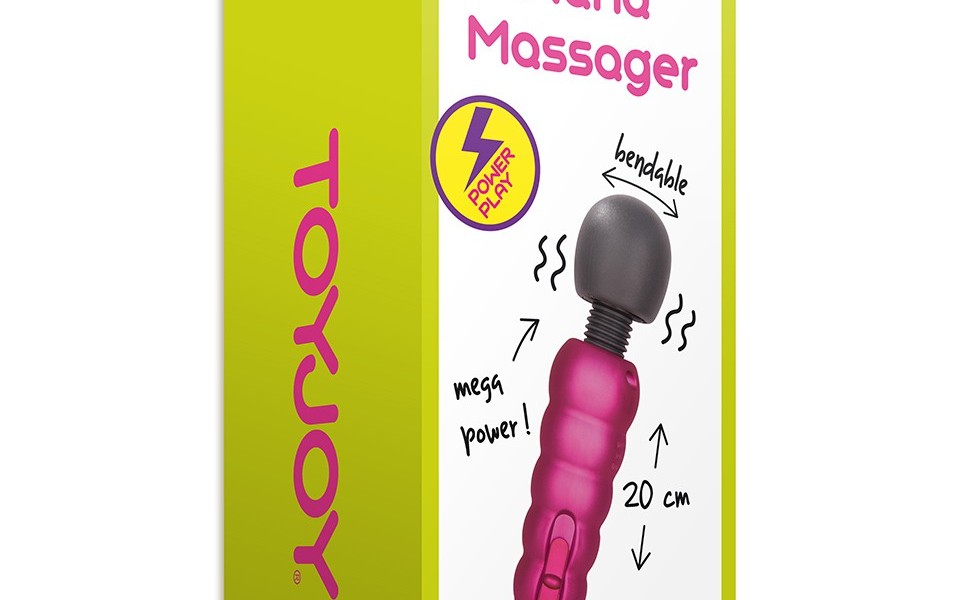 Massager
POWER
PLAY
bendable
mega
power!
20 cm
TOYJOY
®